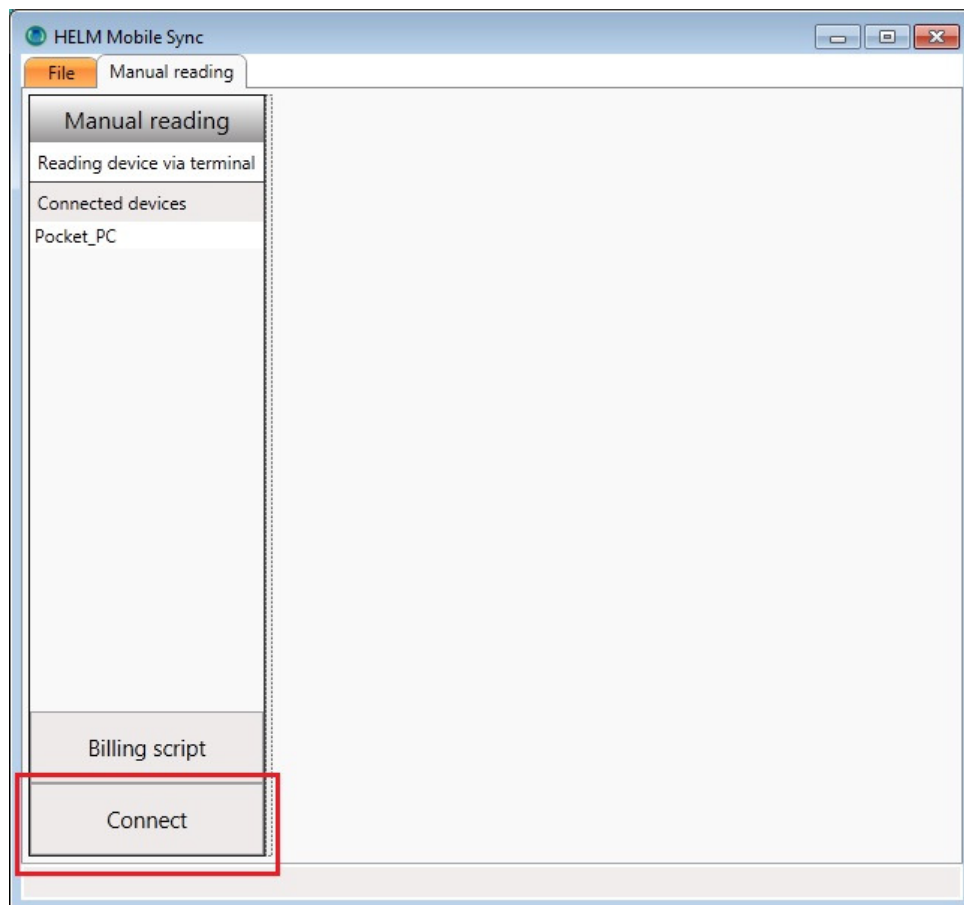 HELM Mobile Sync
File
Manual reading
Manual reading
Reading device via terminal
Connected devices
Pocket_PC
Billing script
Connect